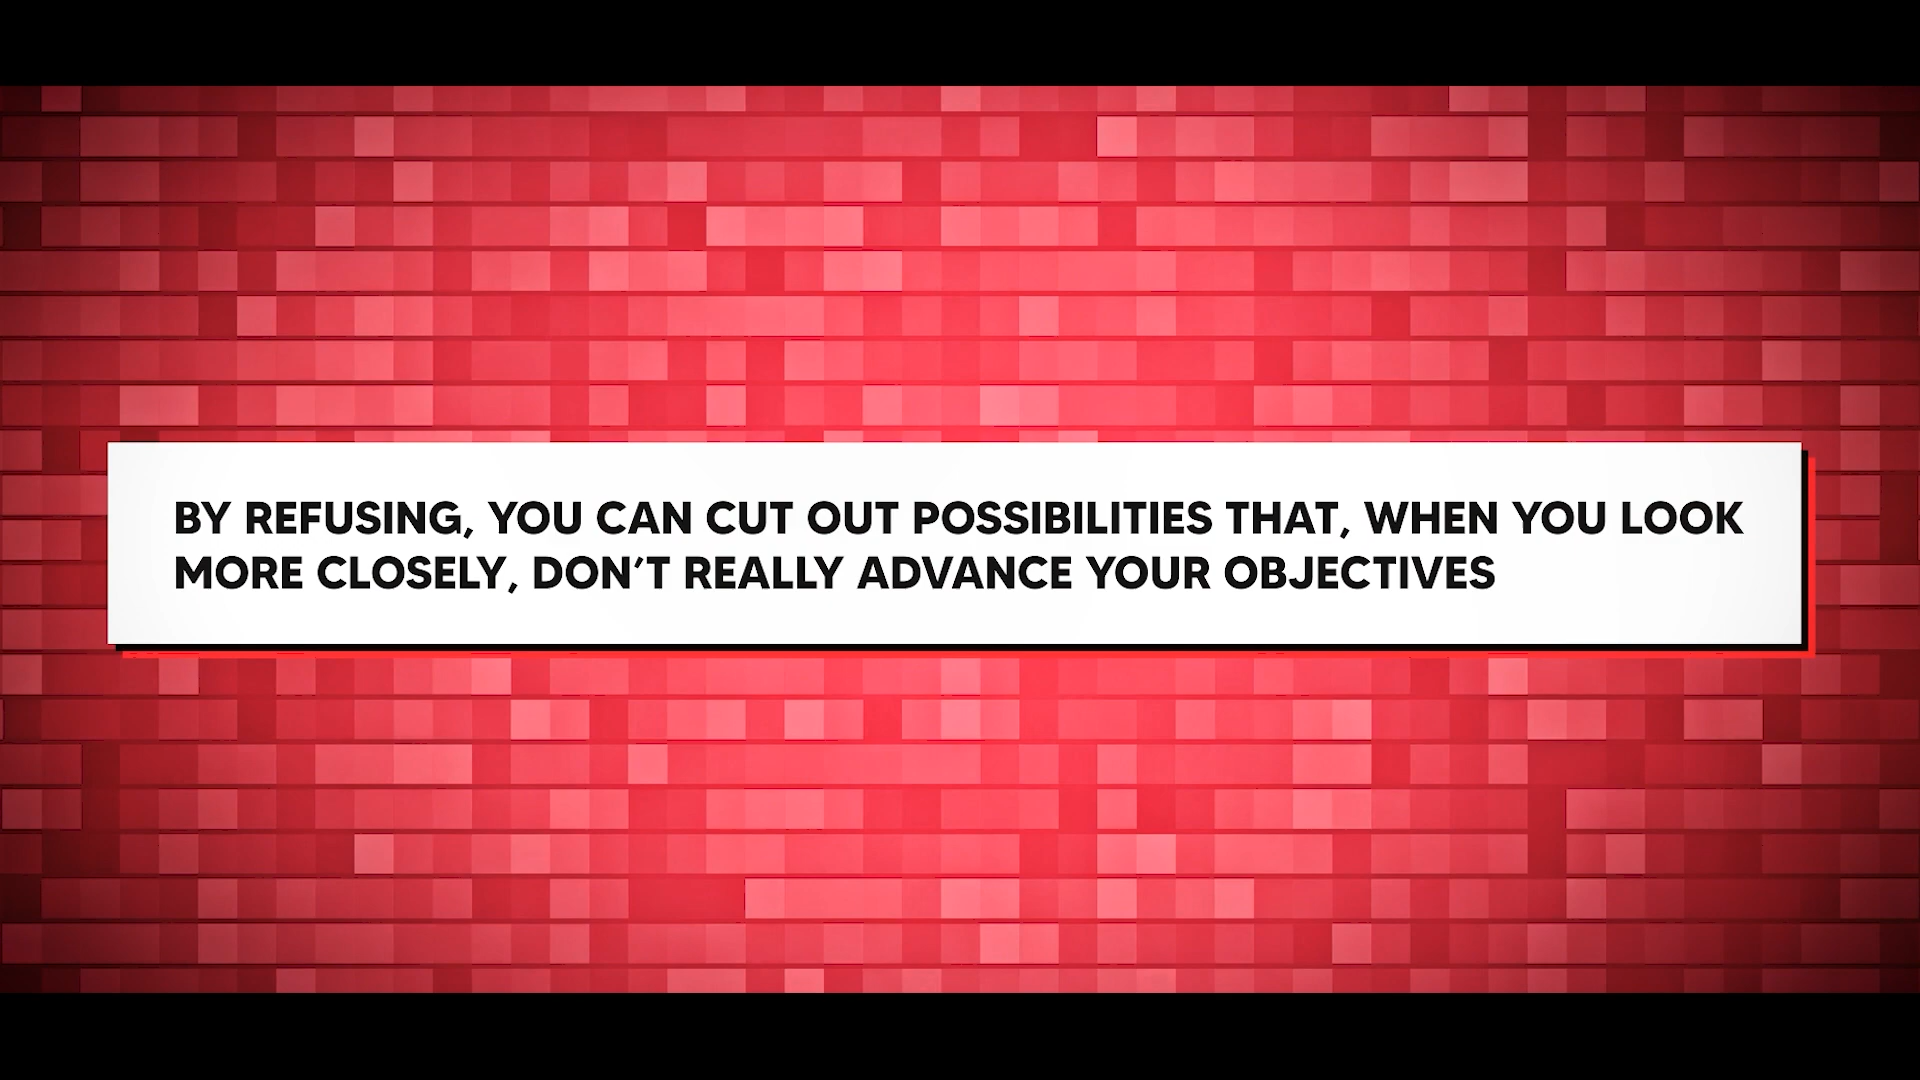 BY REFUSING, YOU CAN CUT OUT POSSIBILITIES THAT, WHEN YOU LOOK
MORE CLOSELY, DON’T REALLY ADVANCE YOUR OBJECTIVES